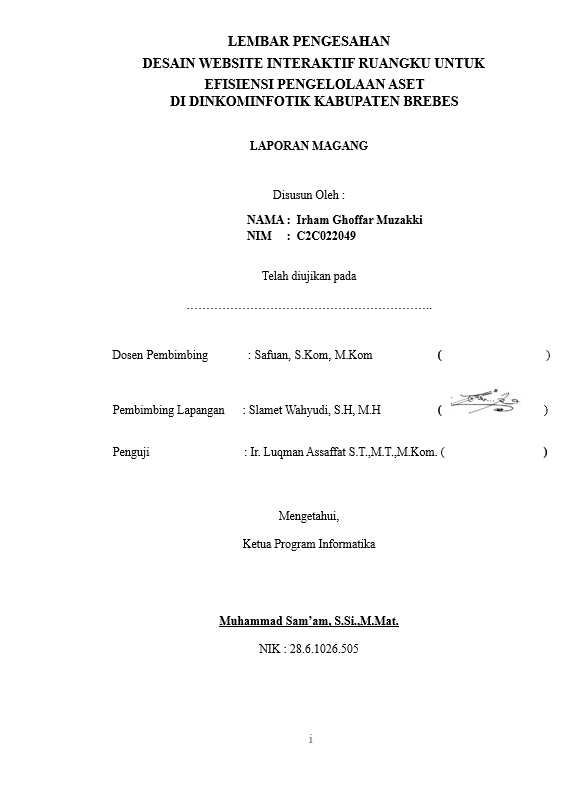 LEMBAR PENGESAHAN
DESAIN WEBSITE INTERAKTIF RUANGKU UNTUK
EFISIENSI PENGELOLAAN ASET
DI DINKOMINFOTIK KABUPATEN BREBES
LAPORAN MAGANG
Disusun Oleh :
NAMA : Irham Ghoffar Muzakki
NIM : C2C022049
Telah diujikan pada
……………………………………………………..
Dosen Pembimbing : Safuan, S.Kom, M.Kom ( )
Pembimbing Lapangan : Slamet Wahyudi, S.H, M.H ( )
Penguji : Ir. Luqman Assaffat S.T.,M.T.,M.Kom. ( )
Mengetahui,
Ketua Program Informatika
Muhammad Sam’am, S.Si.,M.Mat.
NIK : 28.6.1026.505
i